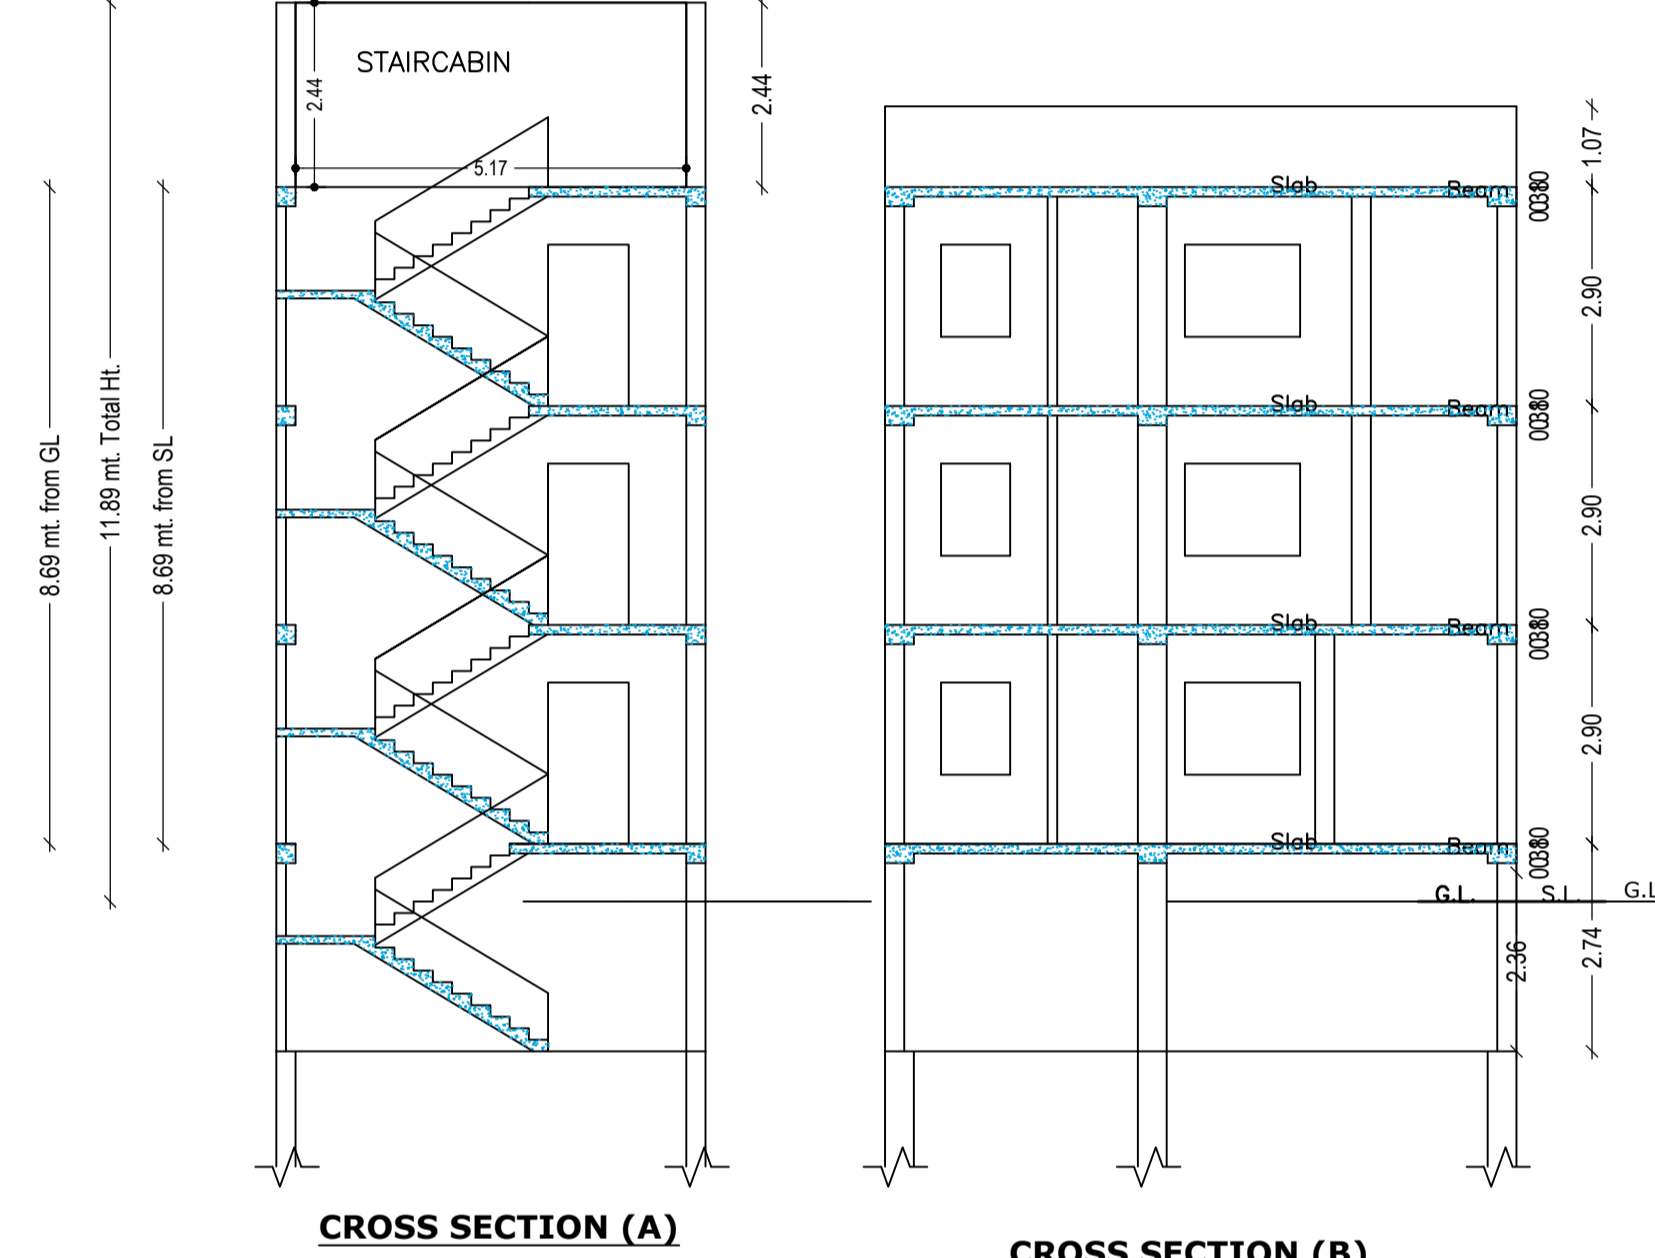 STAIRCABIN
2.44
5.17
2.44
8.69 mt. from GL
11.89 mt. Total Ht.
8.69 mt. from SL
1.07
Slab
Beam
2.90
Slab
Beam
2.90
Slab
Beam
2.90
Slab
Beam
G.L.
S.L.
G.L
2.36
2.74
CROSS SECTION (A)
CROSS SECTION (B)